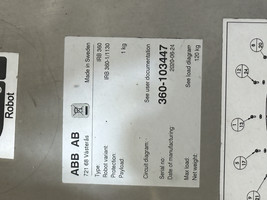 ABB AB
721 68 Västerås
Made in Sweden
Type IRB 360
Robot variant IRB 360-1/1130
Protection
Payload 1 kg
Circuit diagram: See user documentation
Serial no: 360-103447
Date of manufacturing 2020-06-24
Max load: See load diagram
Net weight: 120 kg
Robot